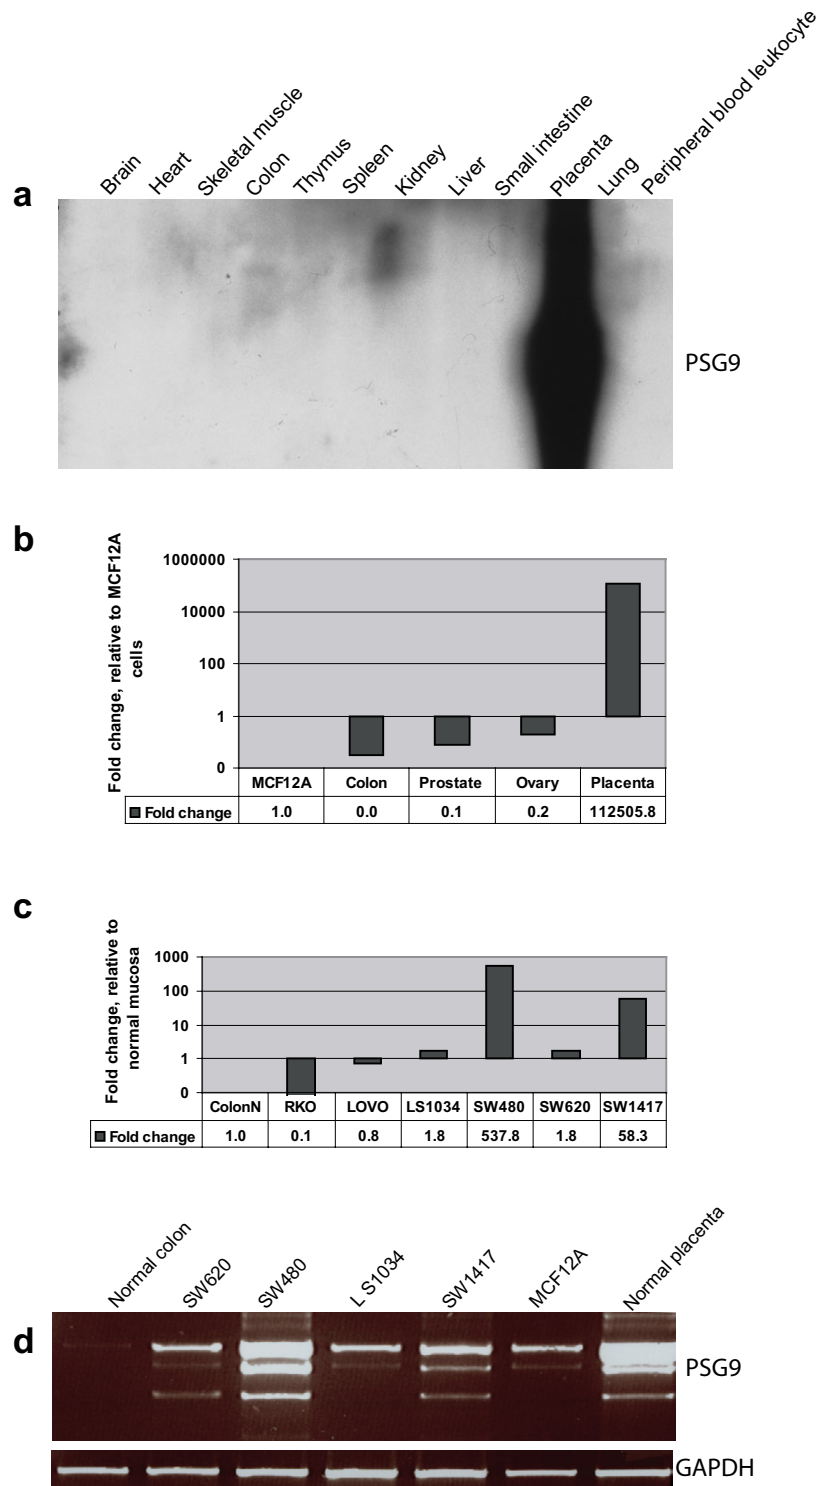 Brain
Heart
Skeletal muscle
Colon
Thymus
Spleen
Kidney
Liver
Small intestine
Placenta
Lung
Peripheral blood leukocyte
a
PSG9
b
Fold change, relative to MCF12A
cells
1000000
10000
100
1
0
MCF12A Colon Prostate Ovary Placenta
Fold change 1.0 0.0 0.1 0.2 112505.8
c
Fold change, relative to
normal mucosa
1000
100
10
1
0
ColonN RKO LOVO LS1034 SW480 SW620 SW1417
Fold change 1.0 0.1 0.8 1.8 537.8 1.8 58.3
Normal colon
SW620
SW480
L S1034
SW1417
MCF12A
Normal placenta
d
PSG9
GAPDH